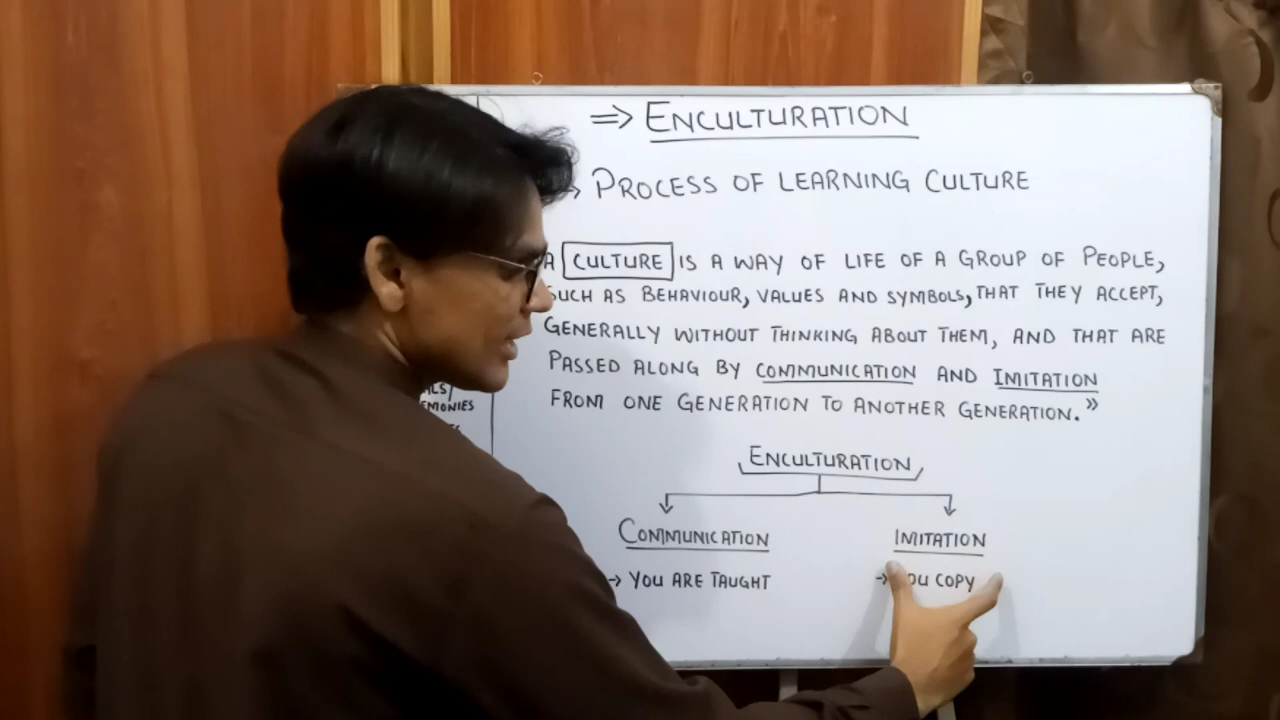 ⇒ ENCULTURATION
PROCESS OF LEARNING CULTURE
A CULTURE IS A WAY OF LIFE OF A GROUP OF PEOPLE,
SUCH AS BEHAVIOUR, VALUES AND SYMBOLS, THAT THEY ACCEPT,
GENERALLY WITHOUT THINKING ABOUT THEM, AND THAT ARE
PASSED ALONG BY COMMUNICATION AND IMITATION
FROM ONE GENERATION TO ANOTHER GENERATION.»
ENCULTURATION
COMMUNICATION IMITATION
→ YOU ARE TAUGHT → YOU COPY